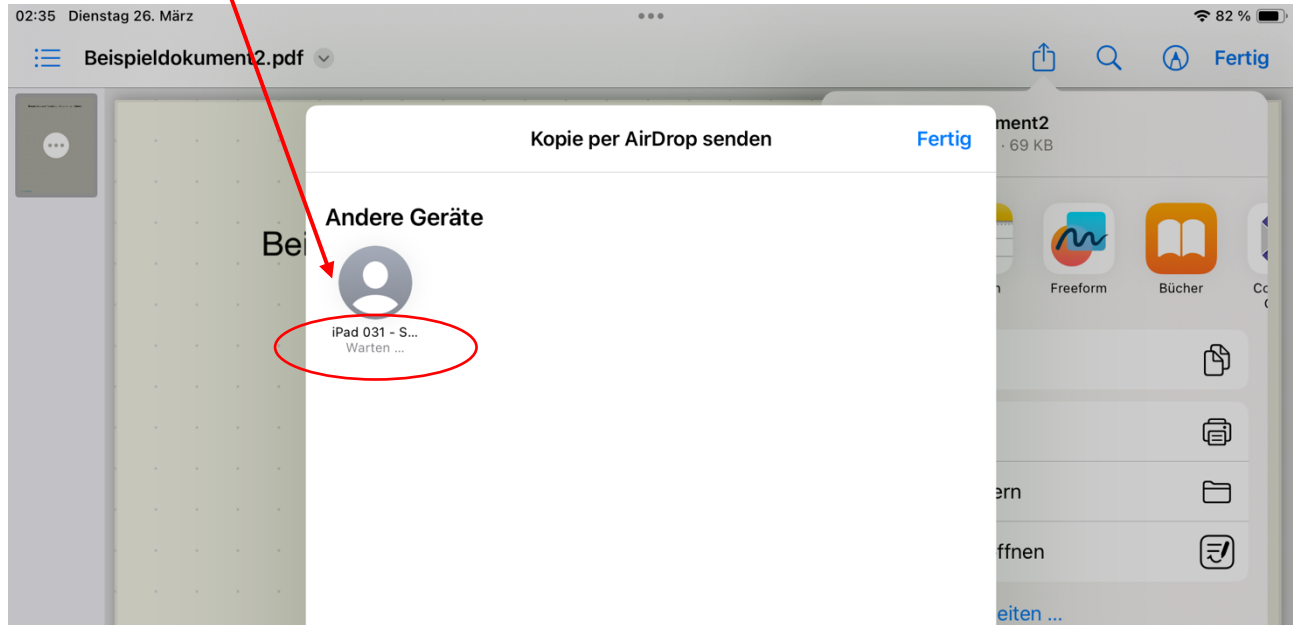 02:35 Dienstag 26. März
82 %
Beispieldokument2.pdf
Fertig
Kopie per AirDrop senden
Fertig
ment2
· 69 KB
Andere Geräte
Bei
iPad 031 - S...
Warten ...
n
Freeform
Bücher
Co
ern
ffnen
eiten ...